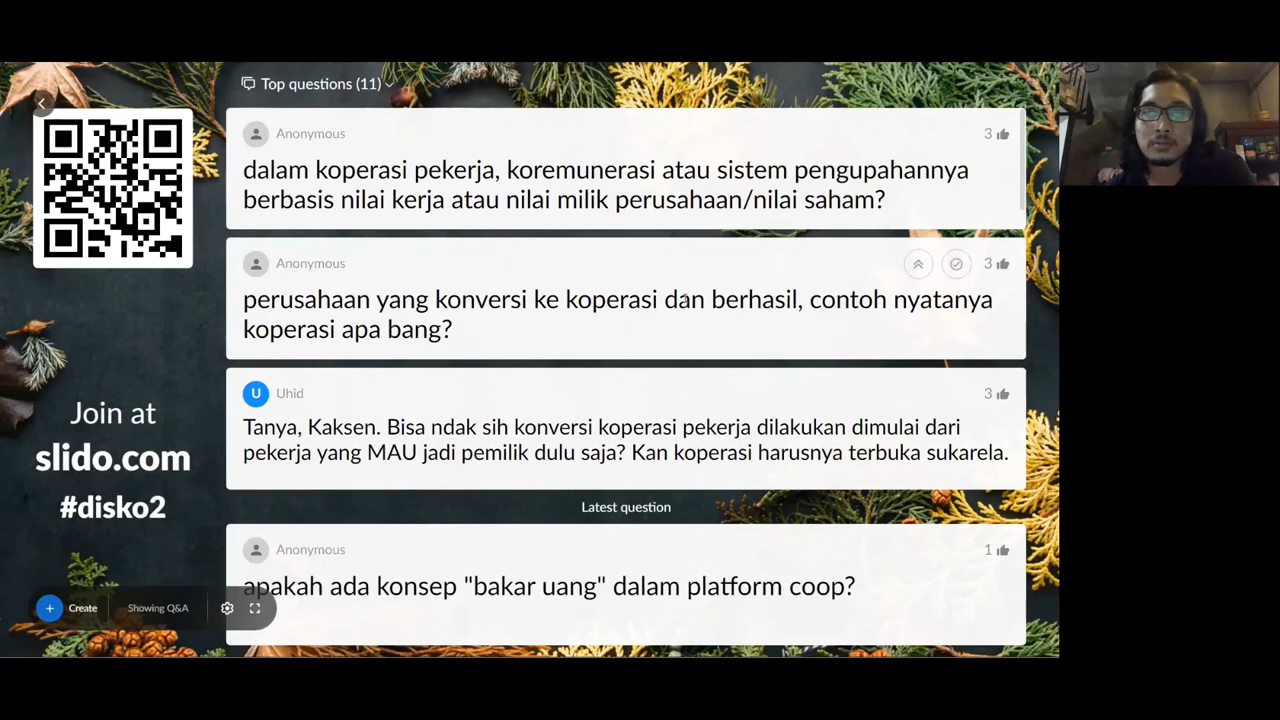 Top questions (11)
Anonymous
3
dalam koperasi pekerja, koremunerasi atau sistem pengupahannya
berbasis nilai kerja atau nilai milik perusahaan/nilai saham?
Anonymous
3
perusahaan yang konversi ke koperasi dan berhasil, contoh nyatanya
koperasi apa bang?
U Uhid
3
Tanya, Kaksen. Bisa ndak sih konversi koperasi pekerja dilakukan dimulai dari
pekerja yang MAU jadi pemilik dulu saja? Kan koperasi harusnya terbuka sukarela.
Latest question
Anonymous
1
apakah ada konsep "bakar uang" dalam platform coop?
Join at
slido.com
#disko2
Create
Showing Q&A